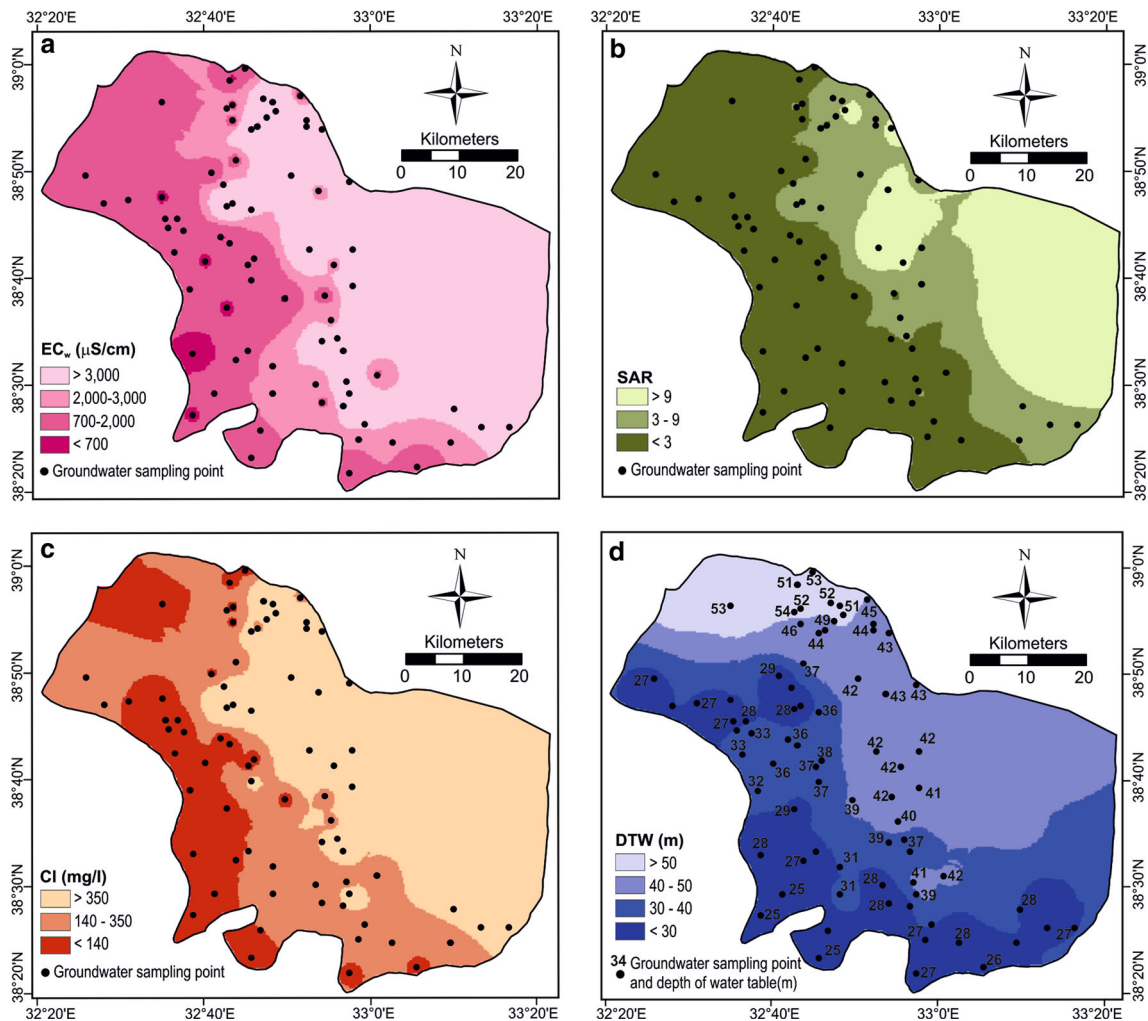 32°20'E 32°40'E 33°0'E 33°20'E
32°20'E 32°40'E 33°0'E 33°20'E
a
N
Kilometers
0 10 20
ECw (µS/cm)
> 3,000
2,000-3,000
700-2,000
< 700
Groundwater sampling point
b
N
Kilometers
0 10 20
SAR
> 9
3 - 9
< 3
Groundwater sampling point
39°0'N
38°50'N
38°40'N
38°30'N
38°20'N
39°0'N
38°50'N
38°40'N
38°30'N
38°20'N
c
N
Kilometers
0 10 20
Cl (mg/l)
> 350
140 - 350
< 140
Groundwater sampling point
d
N
Kilometers
0 10 20
51 53
53 54 52 52 51
46 49 45
44 44 43
29 37
27 42 43 43
27 28 28 36
27 33 36
33 38 42 42
36 37 42
32 37 41
29 39 42
40
39 37
28 27 31
28 41 42
25 31 39
28 28
25 27 28 27
25 26
27
DTW (m)
> 50
40 - 50
30 - 40
< 30
34 Groundwater sampling point
and depth of water table(m)
39°0'N
38°50'N
38°40'N
38°30'N
38°20'N
39°0'N
38°50'N
38°40'N
38°30'N
38°20'N
32°20'E 32°40'E 33°0'E
32°20'E 32°40'E 33°0'E 33°20'E